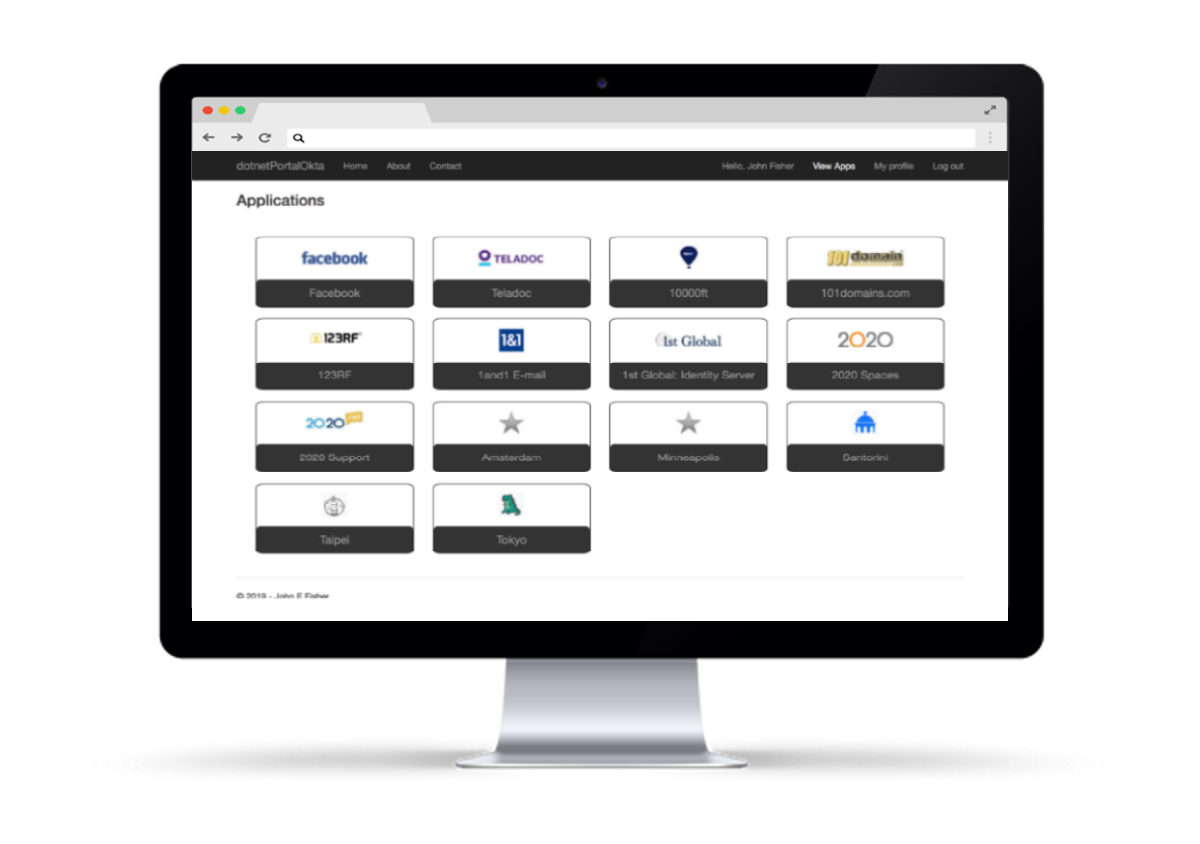 dotnetPortalOkta Home About Contact Hello, John Fisher View Apps My profile Log out
Applications
facebook TELADOC 101domain
Facebook Teladoc 10000ft 101domains.com
123RF 1&1 1st Global 2020
123RF 1and1 E-mail 1st Global: Identity Server 2020 Spaces
2020
2020 Support Amsterdam Minneapolis Santorini
Taipei Tokyo
© 2019 - John E Fisher